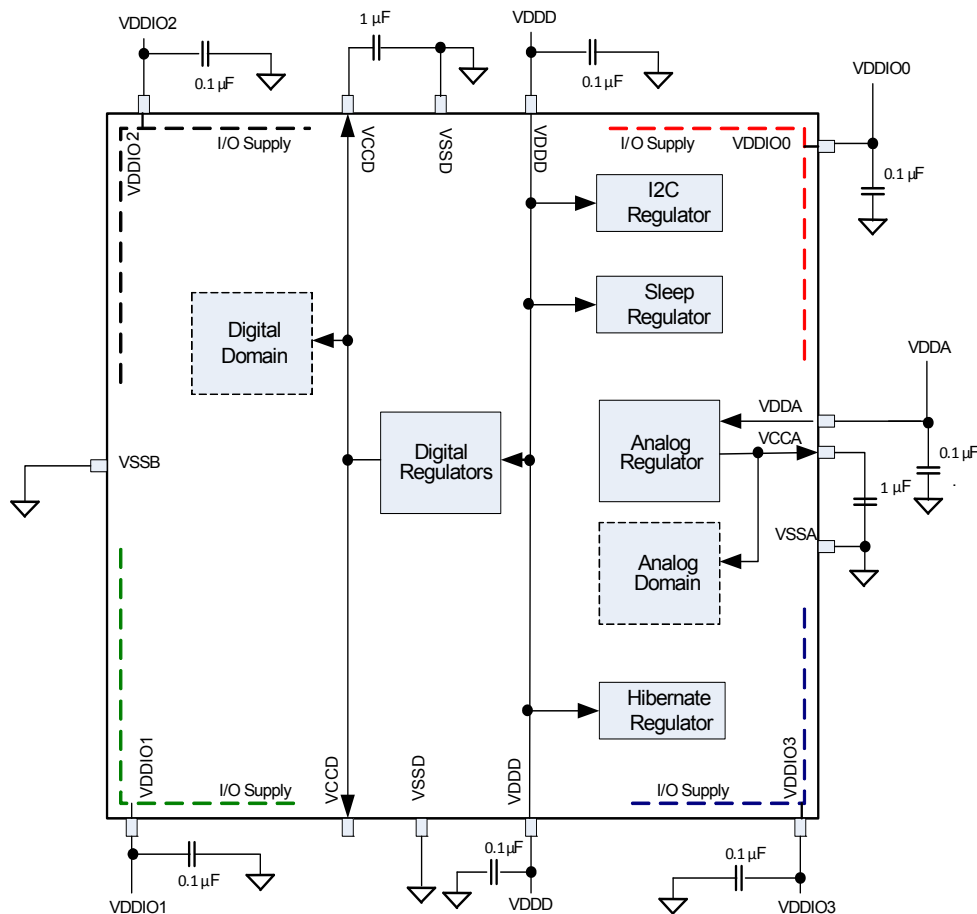 VDDIO2
0.1 µF
1 µF
VDDD
0.1 µF
VDDIO0
0.1 µF
VDDIO2
I/O Supply
VCCD
VSSD
VDDD
I/O Supply
VDDIO0
I2C
Regulator
Sleep
Regulator
Digital
Domain
VDDA
VDDA
0.1 µF
.
Analog
Regulator
VCCA
1 µF
Digital
Regulators
VSSB
VSSA
Analog
Domain
Hibernate
Regulator
VDDIO1
I/O Supply
VCCD
VSSD
VDDD
I/O Supply
VDDIO3
0.1 µF
VDDIO1
0.1 µF
VDDD
0.1 µF
VDDIO3